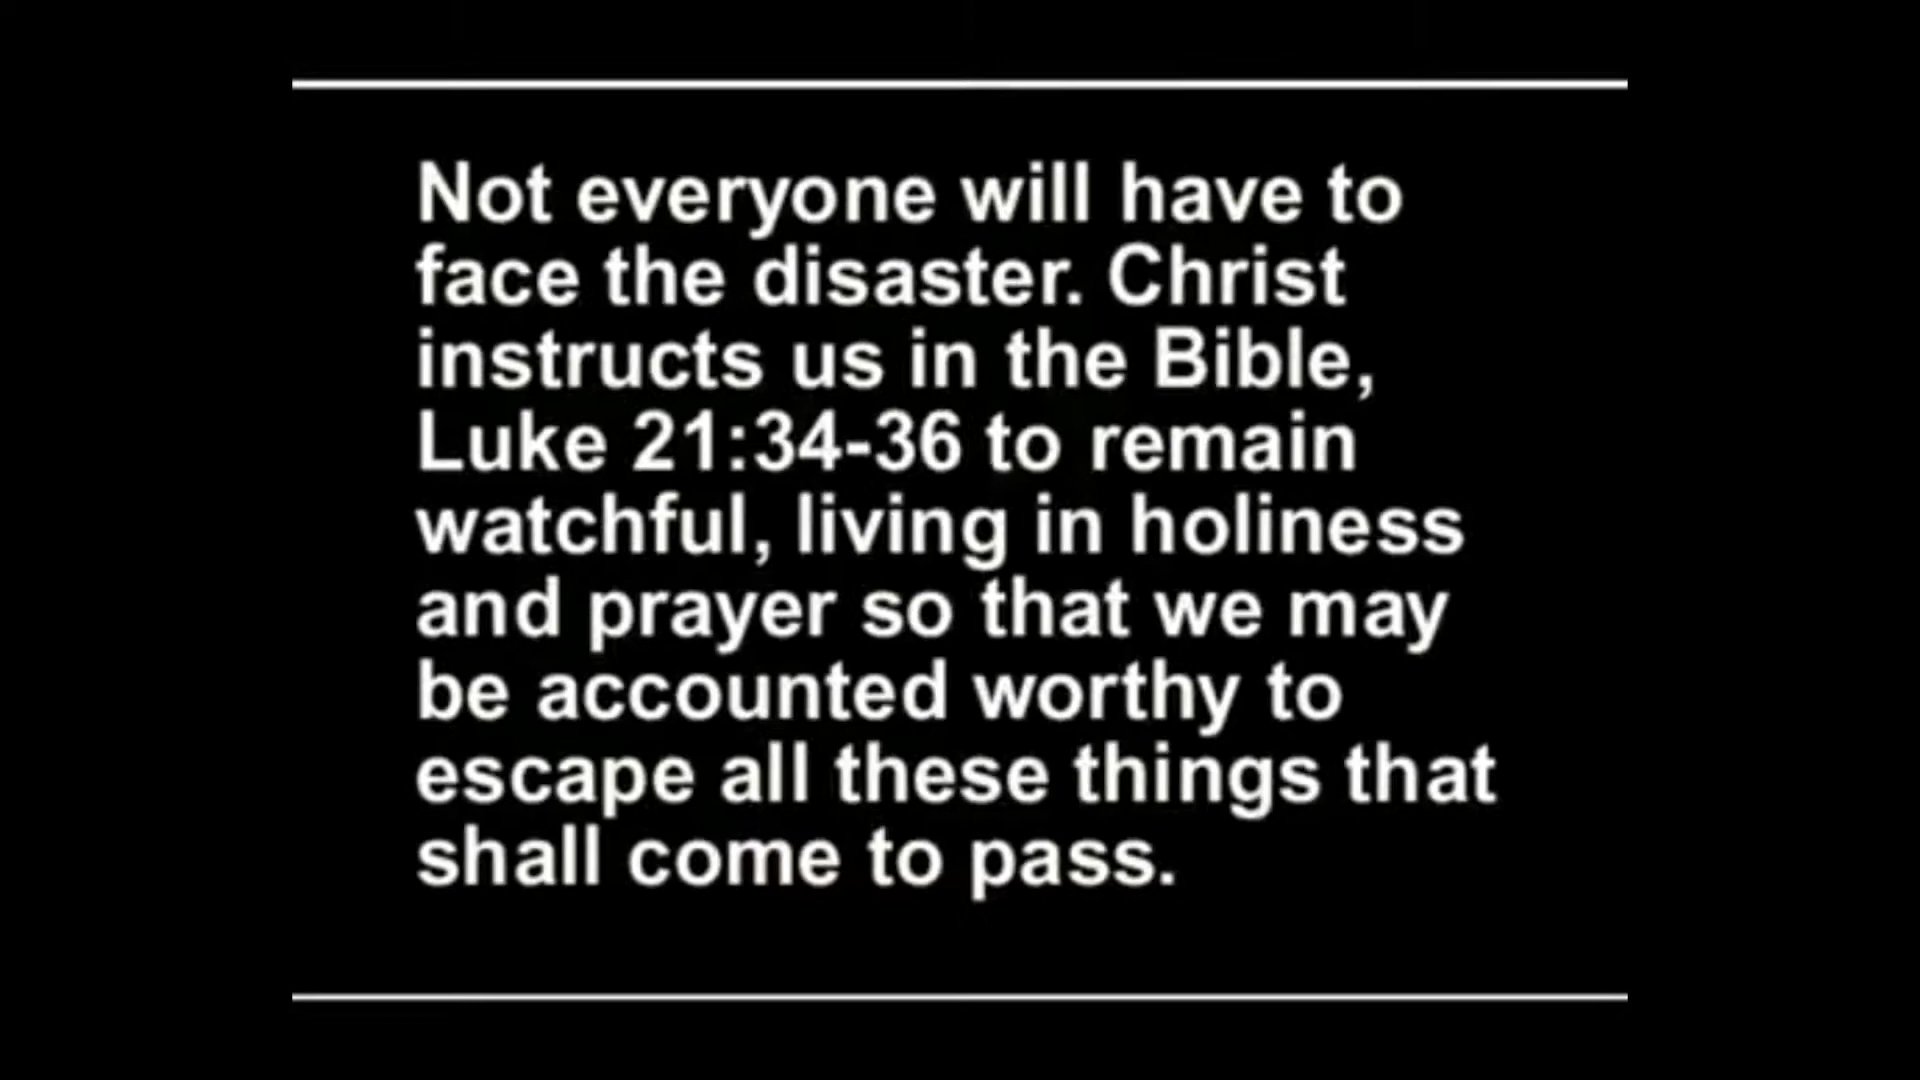 Not everyone will have to
face the disaster. Christ
instructs us in the Bible,
Luke 21:34-36 to remain
watchful, living in holiness
and prayer so that we may
be accounted worthy to
escape all these things that
shall come to pass.